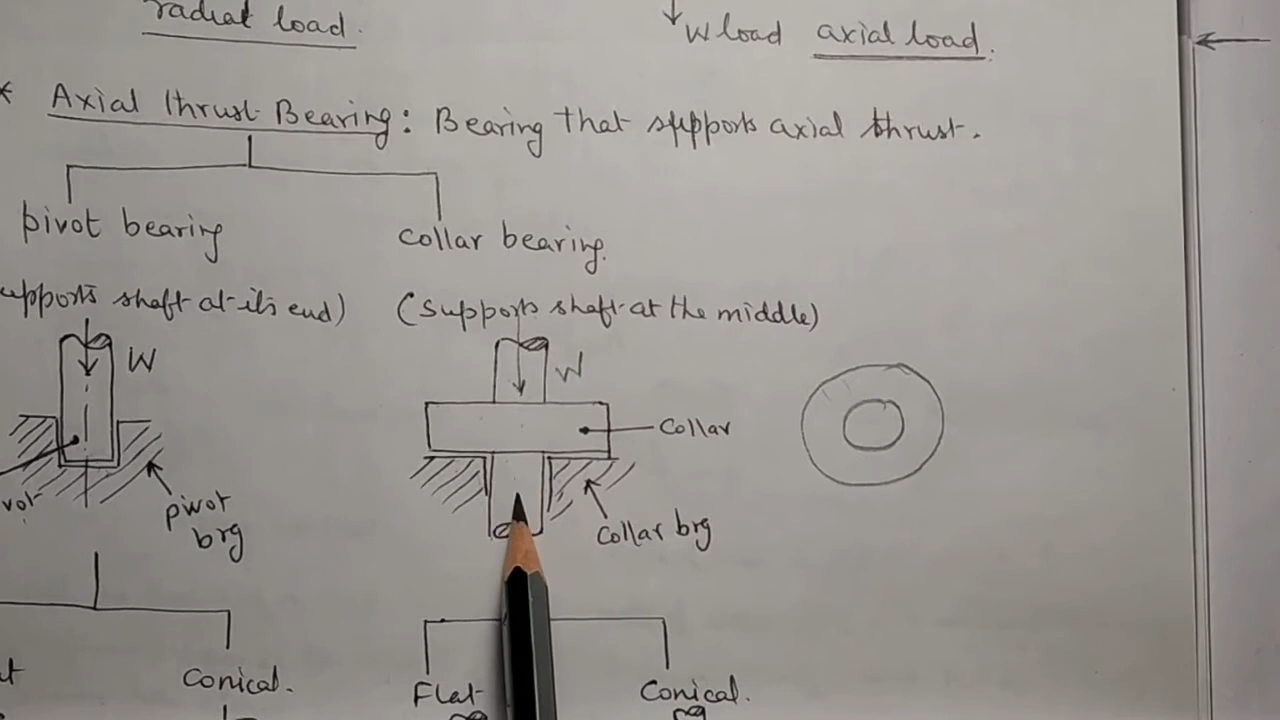 radial load.
W load axial load.
* Axial thrust Bearing: Bearing that supports axial thrust.
pivot bearing
collar bearing.
supports shaft at its end)
(supports shaft at the middle)
W
W
collar
pivot
brg
collar brg
Conical.
Flat
Conical.